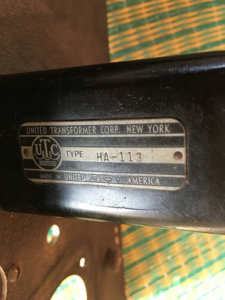 UNITED TRANSFORMER CORP. NEW YORK
UTC TYPE HA-113
MADE IN UNITED STATES OF AMERICA